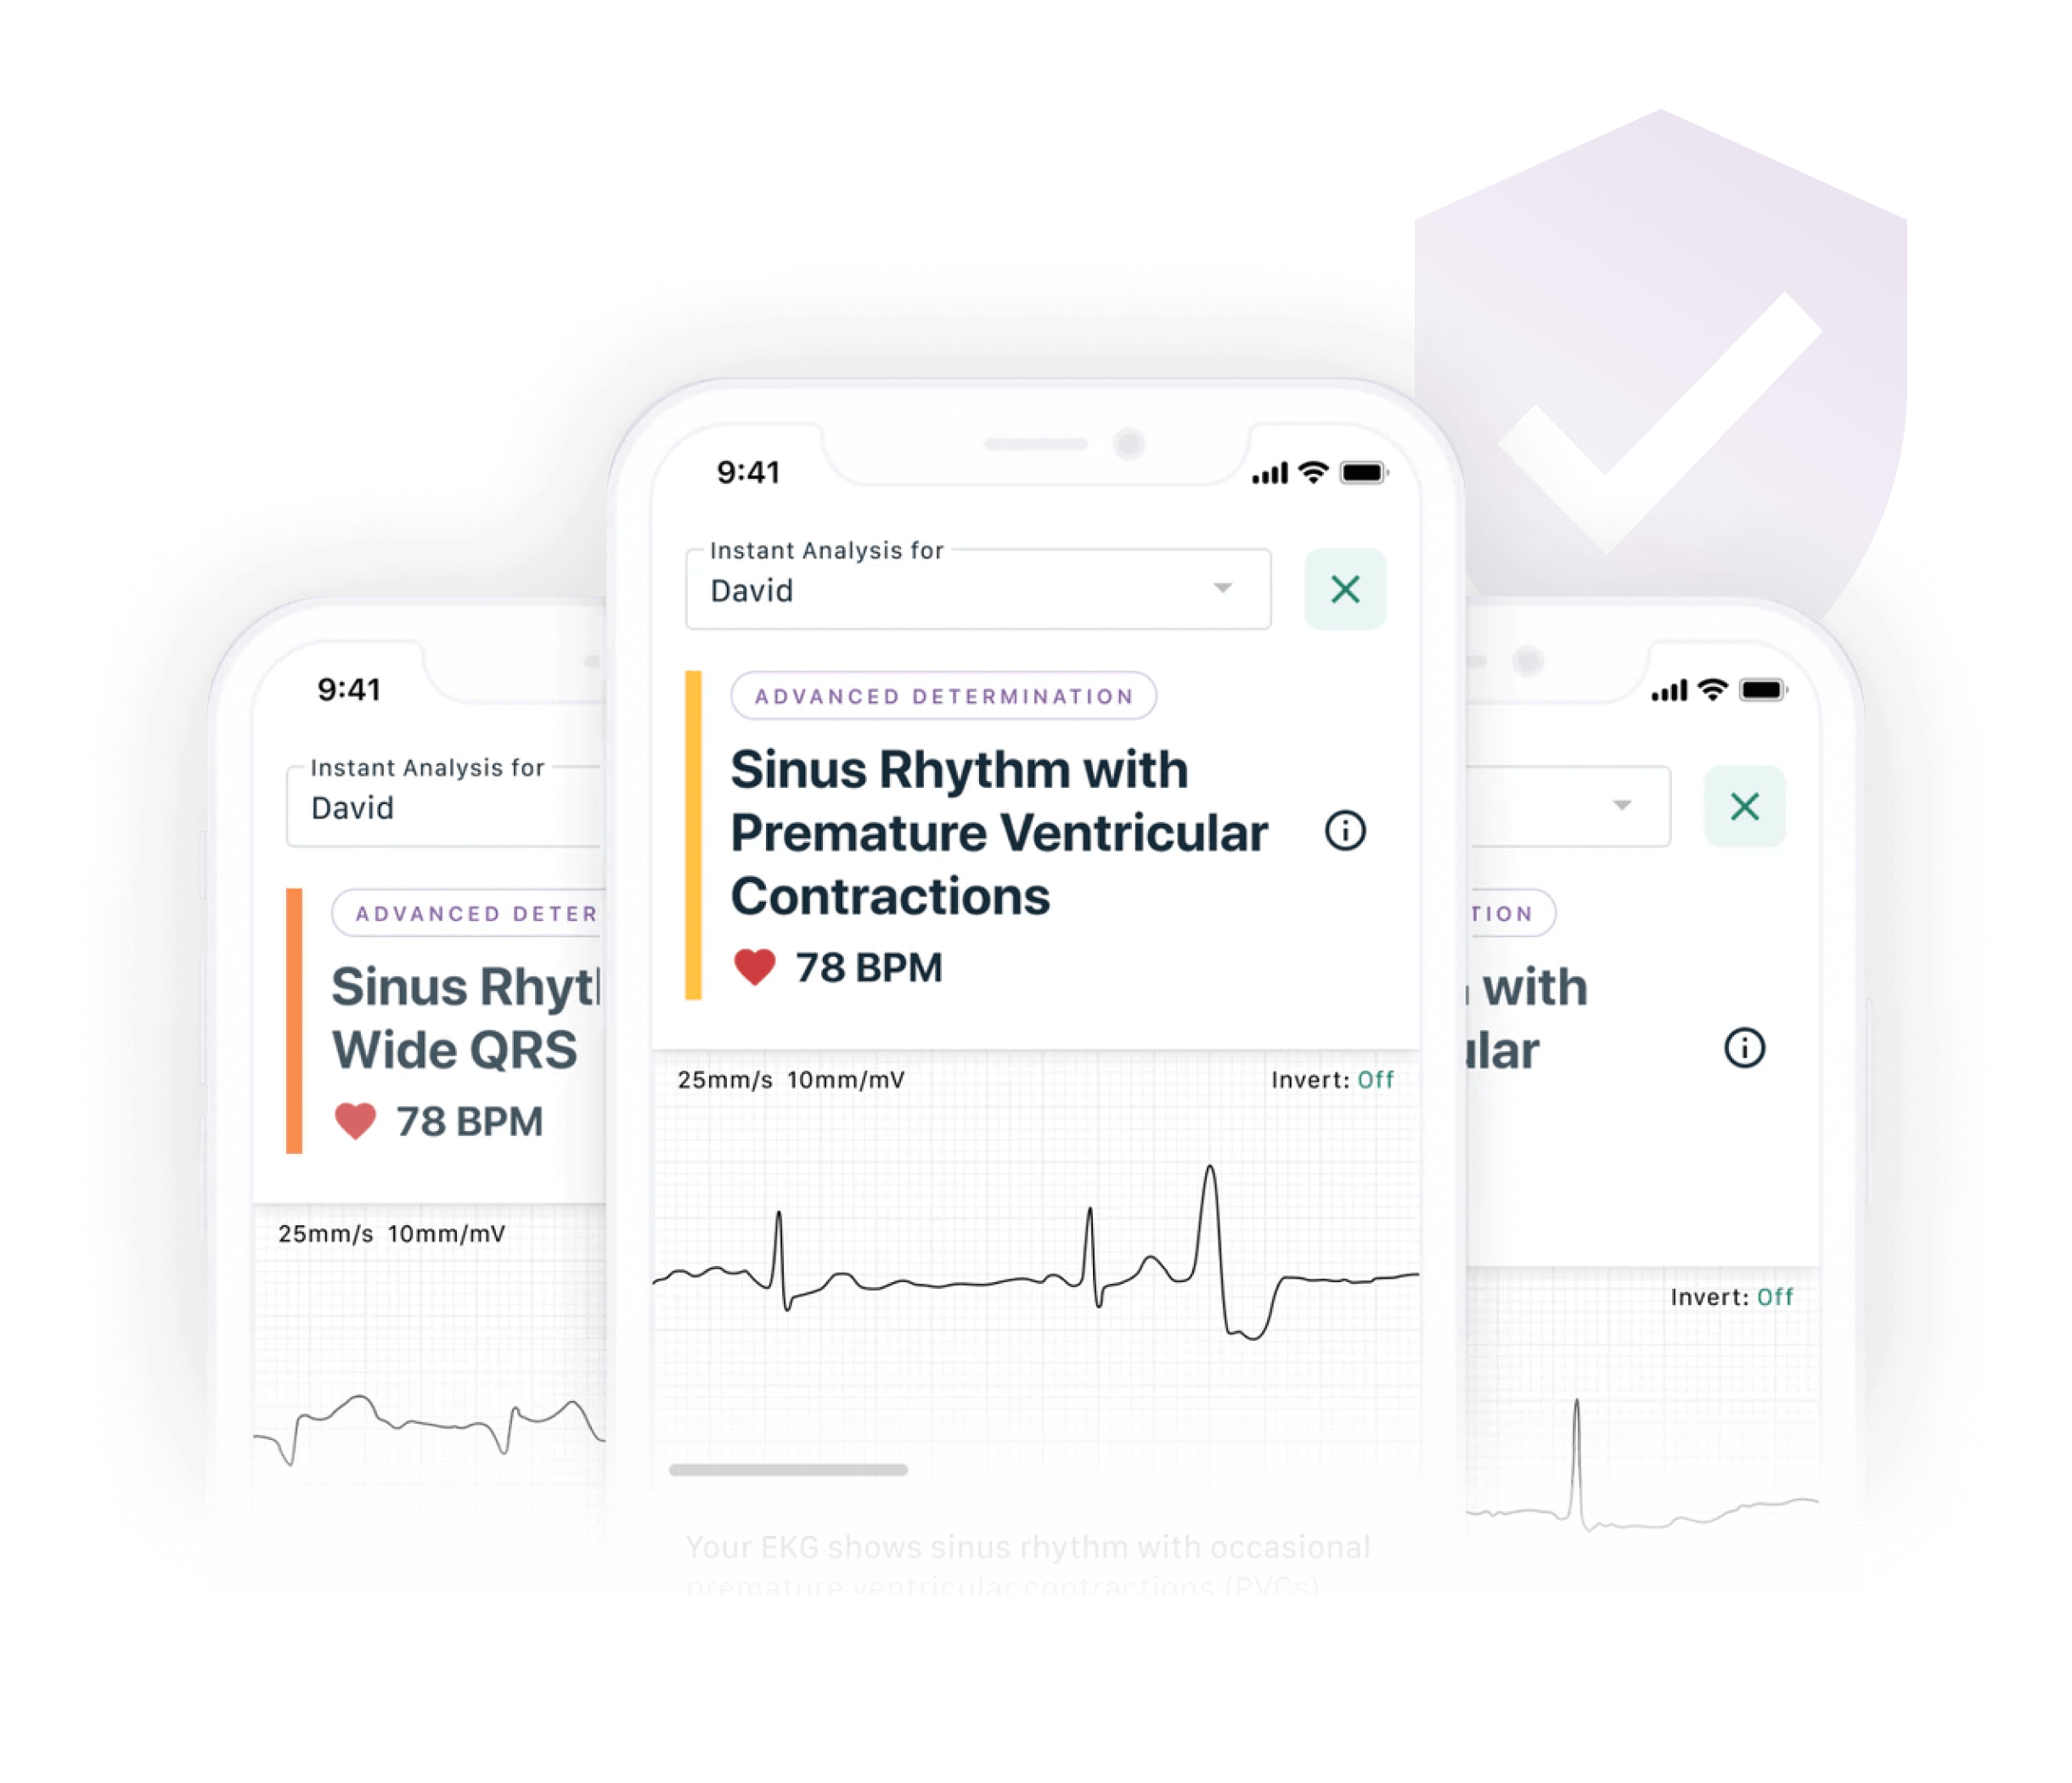 9:41
Instant Analysis for
David
ADVANCED DETERMINATION
Sinus Rhythm with
Premature Ventricular
Contractions
78 BPM
25mm/s 10mm/mV
Invert: Off
Your EKG shows sinus rhythm with occasional
premature ventricular contractions (PVCs)
9:41
Instant Analysis for
David
ADVANCED DETER
Sinus Rhyt
Wide QRS
78 BPM
25mm/s 10mm/mV
TION
with
ular
Invert: Off